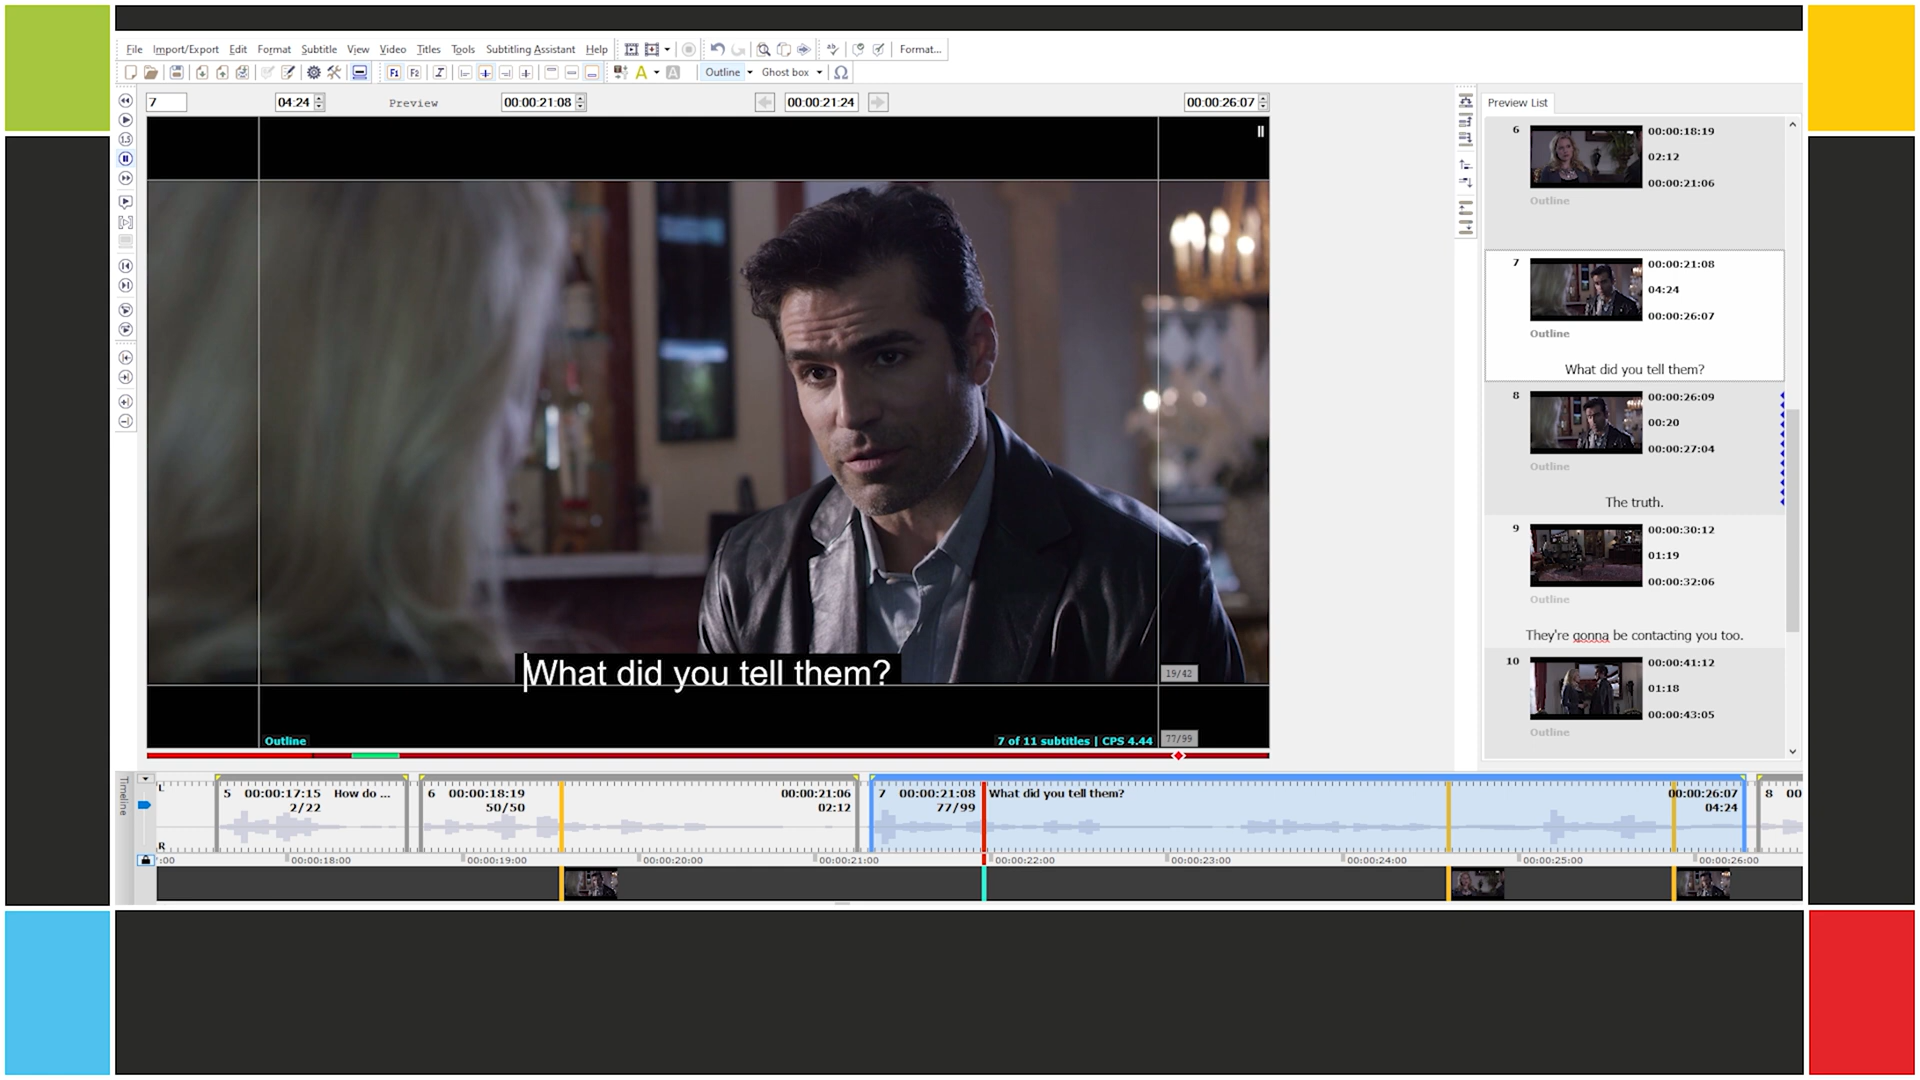 File Import/Export Edit Format Subtitle View Video Titles Tools Subtitling Assistant Help Format...
F1 F2 I A A Outline Ghost box Ω
7 04:24 Preview 00:00:21:08 00:00:21:24 00:00:26:07
1.5
What did you tell them?
19/42
Outline 7 of 11 subtitles | CPS 4.44 77/99
Preview List
6 00:00:18:19
02:12
00:00:21:06
Outline
7 00:00:21:08
04:24
00:00:26:07
Outline
What did you tell them?
8 00:00:26:09
00:20
00:00:27:04
Outline
The truth.
9 00:00:30:12
01:19
00:00:32:06
Outline
They're gonna be contacting you too.
10 00:00:41:12
01:18
00:00:43:05
Outline
Timeline
L
5 00:00:17:15 How do ... 6 00:00:18:19 00:00:21:06 7 00:00:21:08 What did you tell them? 00:00:26:07 8 00
2/22 50/50 02:12 77/99 04:24
R
:00 00:00:18:00 00:00:19:00 00:00:20:00 00:00:21:00 00:00:22:00 00:00:23:00 00:00:24:00 00:00:25:00 00:00:26:00